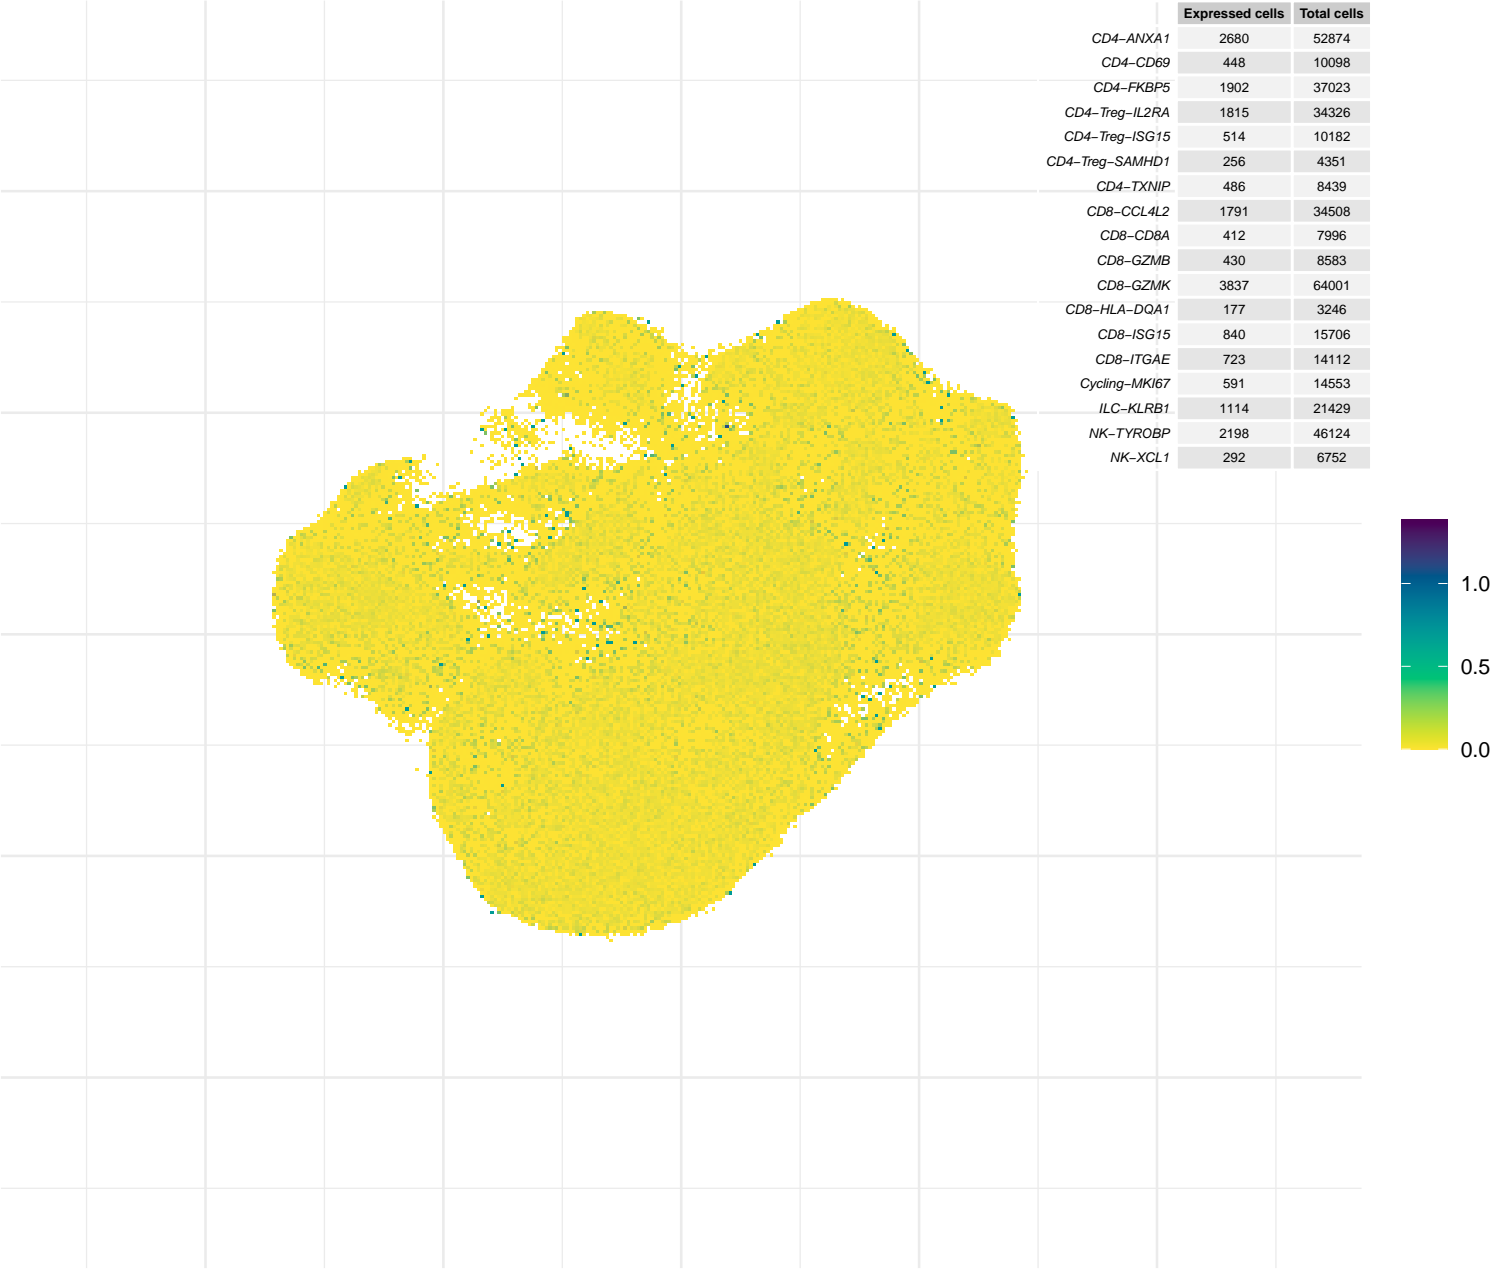 Expressed cells Total cells
CD4−ANXA1 2680 52874
CD4−CD69 448 10098
CD4−FKBP5 1902 37023
CD4−Treg−IL2RA 1815 34326
CD4−Treg−ISG15 514 10182
CD4−Treg−SAMHD1 256 4351
CD4−TXNIP 486 8439
CD8−CCL4L2 1791 34508
CD8−CD8A 412 7996
CD8−GZMB 430 8583
CD8−GZMK 3837 64001
CD8−HLA−DQA1 177 3246
CD8−ISG15 840 15706
CD8−ITGAE 723 14112
Cycling−MKI67 591 14553
ILC−KLRB1 1114 21429
NK−TYROBP 2198 46124
NK−XCL1 292 6752
1.0
0.5
0.0